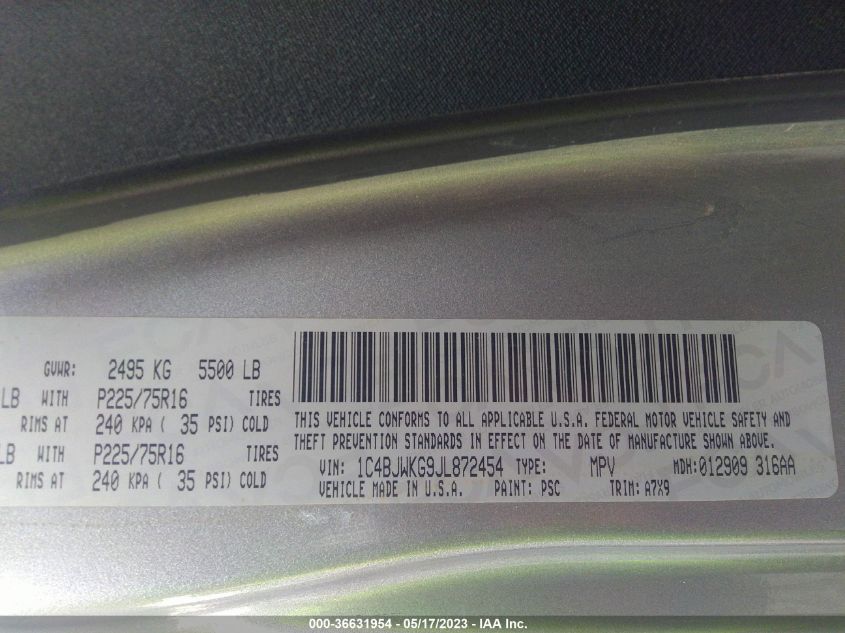 GVWR: 2495 KG 5500 LB
LB WITH P225/75R16 TIRES
RIMS AT 240 KPA ( 35 PSI) COLD
LB WITH P225/75R16 TIRES
RIMS AT 240 KPA ( 35 PSI) COLD
THIS VEHICLE CONFORMS TO ALL APPLICABLE U.S.A. FEDERAL MOTOR VEHICLE SAFETY AND
THEFT PREVENTION STANDARDS IN EFFECT ON THE DATE OF MANUFACTURE SHOWN ABOVE.
VIN: 1C4BJWKG9JL872454 TYPE: MPV MDH: 012909 316AA
VEHICLE MADE IN U.S.A. PAINT: PSC TRIM: A7X9
000-36631954 - 05/17/2023 - IAA Inc.